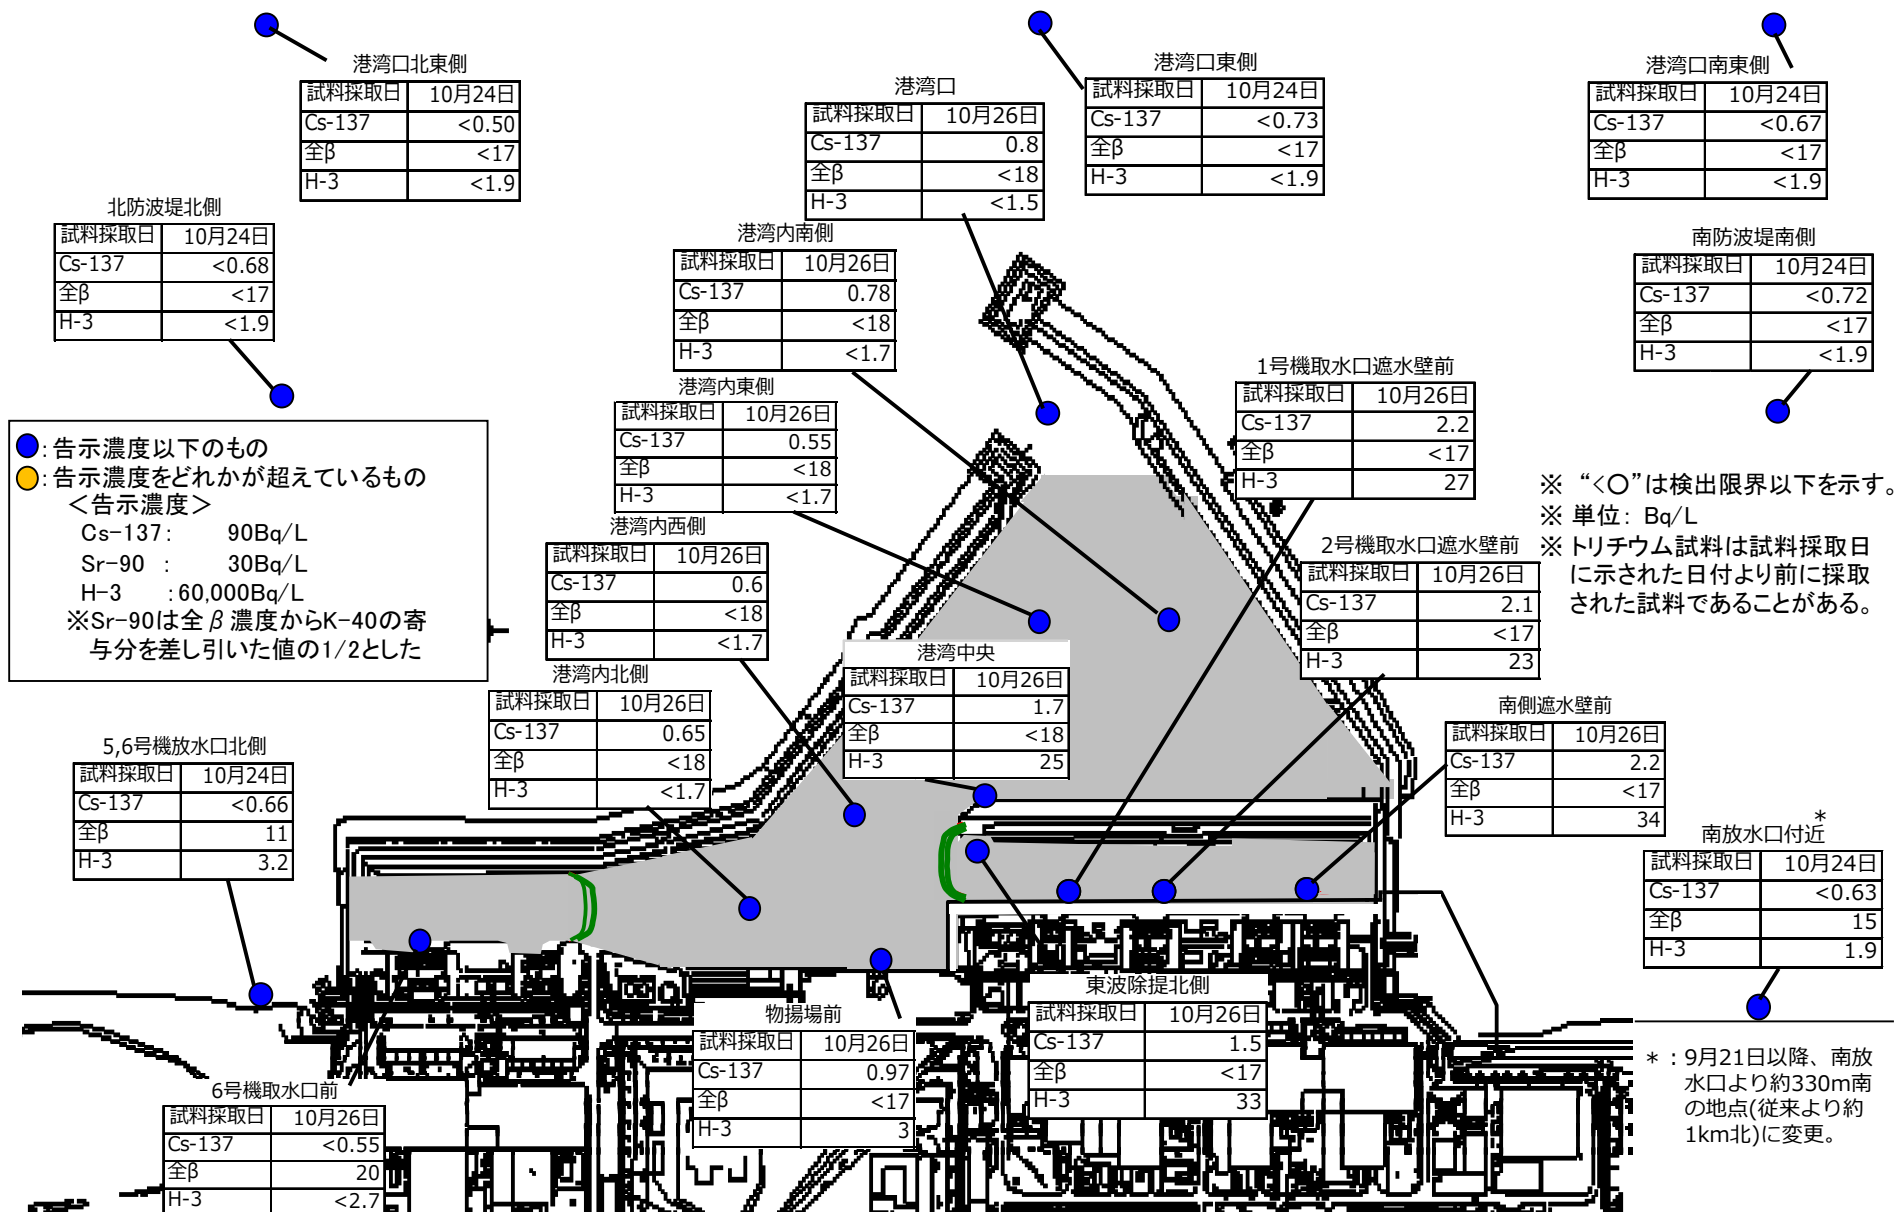 港湾口北東側
試料採取日 10月24日
Cs-137 <0.50
全β <17
H-3 <1.9
港湾口
試料採取日 10月26日
Cs-137 0.8
全β <18
H-3 <1.5
港湾口東側
試料採取日 10月24日
Cs-137 <0.73
全β <17
H-3 <1.9
港湾口南東側
試料採取日 10月24日
Cs-137 <0.67
全β <17
H-3 <1.9
北防波堤北側
試料採取日 10月24日
Cs-137 <0.68
全β <17
H-3 <1.9
港湾内南側
試料採取日 10月26日
Cs-137 0.78
全β <18
H-3 <1.7
南防波堤南側
試料採取日 10月24日
Cs-137 <0.72
全β <17
H-3 <1.9
港湾内東側
試料採取日 10月26日
Cs-137 0.55
全β <18
H-3 <1.7
1号機取水口遮水壁前
試料採取日 10月26日
Cs-137 2.2
全β <17
H-3 27
:告示濃度以下のもの
:告示濃度をどれかが超えているもの
<告示濃度>
Cs-137: 90Bq/L
Sr-90 : 30Bq/L
H-3 :60,000Bq/L
※Sr-90は全β濃度からK-40の寄
与分を差し引いた値の1/2とした
※ “<○”は検出限界以下を示す。
※ 単位: Bq/L
※ トリチウム試料は試料採取日
に示された日付より前に採取
された試料であることがある。
港湾内西側
試料採取日 10月26日
Cs-137 0.6
全β <18
H-3 <1.7
2号機取水口遮水壁前
試料採取日 10月26日
Cs-137 2.1
全β <17
H-3 23
港湾中央
試料採取日 10月26日
Cs-137 1.7
全β <18
H-3 25
港湾内北側
試料採取日 10月26日
Cs-137 0.65
全β <18
H-3 <1.7
南側遮水壁前
試料採取日 10月26日
Cs-137 2.2
全β <17
H-3 34
5,6号機放水口北側
試料採取日 10月24日
Cs-137 <0.66
全β 11
H-3 3.2
南放水口付近*
試料採取日 10月24日
Cs-137 <0.63
全β 15
H-3 1.9
物揚場前
試料採取日 10月26日
Cs-137 0.97
全β <17
H-3 3
東波除提北側
試料採取日 10月26日
Cs-137 1.5
全β <17
H-3 33
6号機取水口前
試料採取日 10月26日
Cs-137 <0.55
全β 20
H-3 <2.7
*:9月21日以降、南放
水口より約330m南
の地点(従来より約
1km北)に変更。